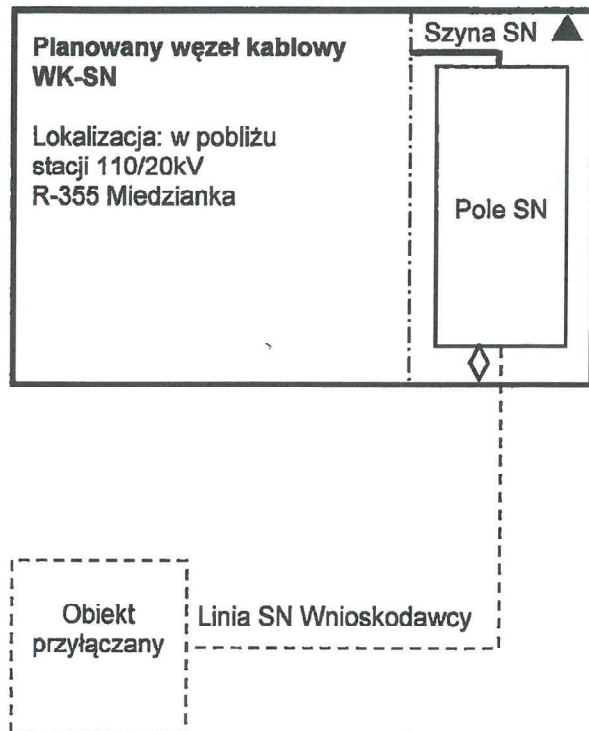 Planowany węzeł kablowy
WK-SN
Lokalizacja: w pobliżu
stacji 110/20kV
R-355 Miedzianka
Szyna SN
Pole SN
Obiekt
przyłączany
Linia SN Wnioskodawcy